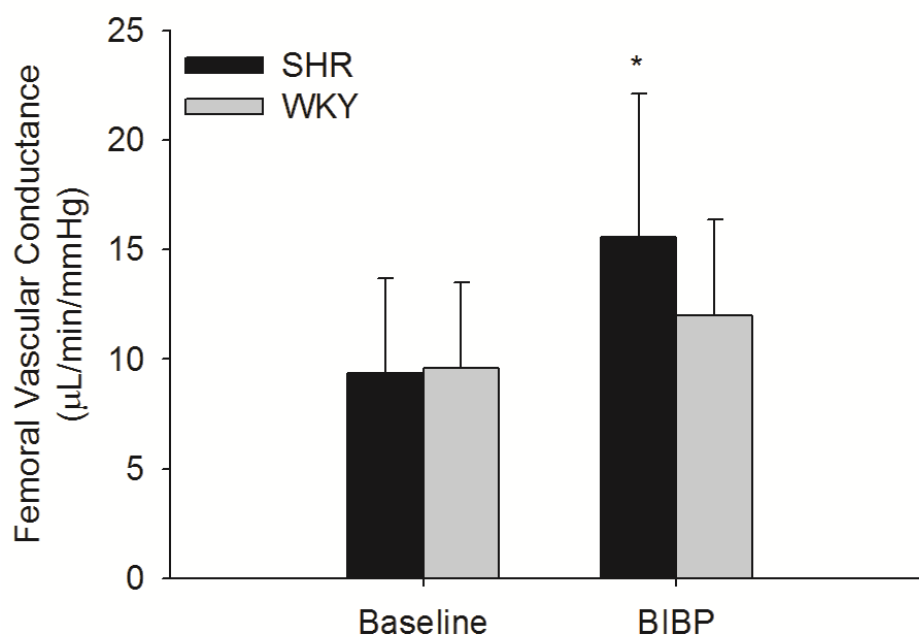 Femoral Vascular Conductance
(μL/min/mmHg)
25
20
15
10
5
0
SHR
WKY
*
Baseline BIBP